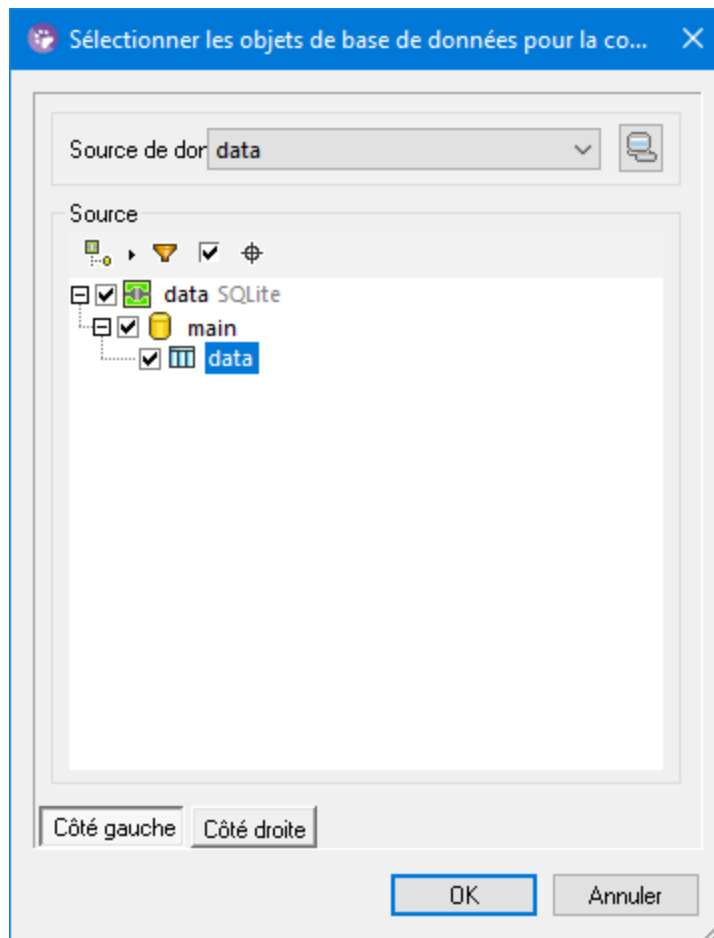 Sélectionner les objets de base de données pour la co...
Source de dor data
Source
data SQLite
main
data
Côté gauche Côté droite
OK Annuler